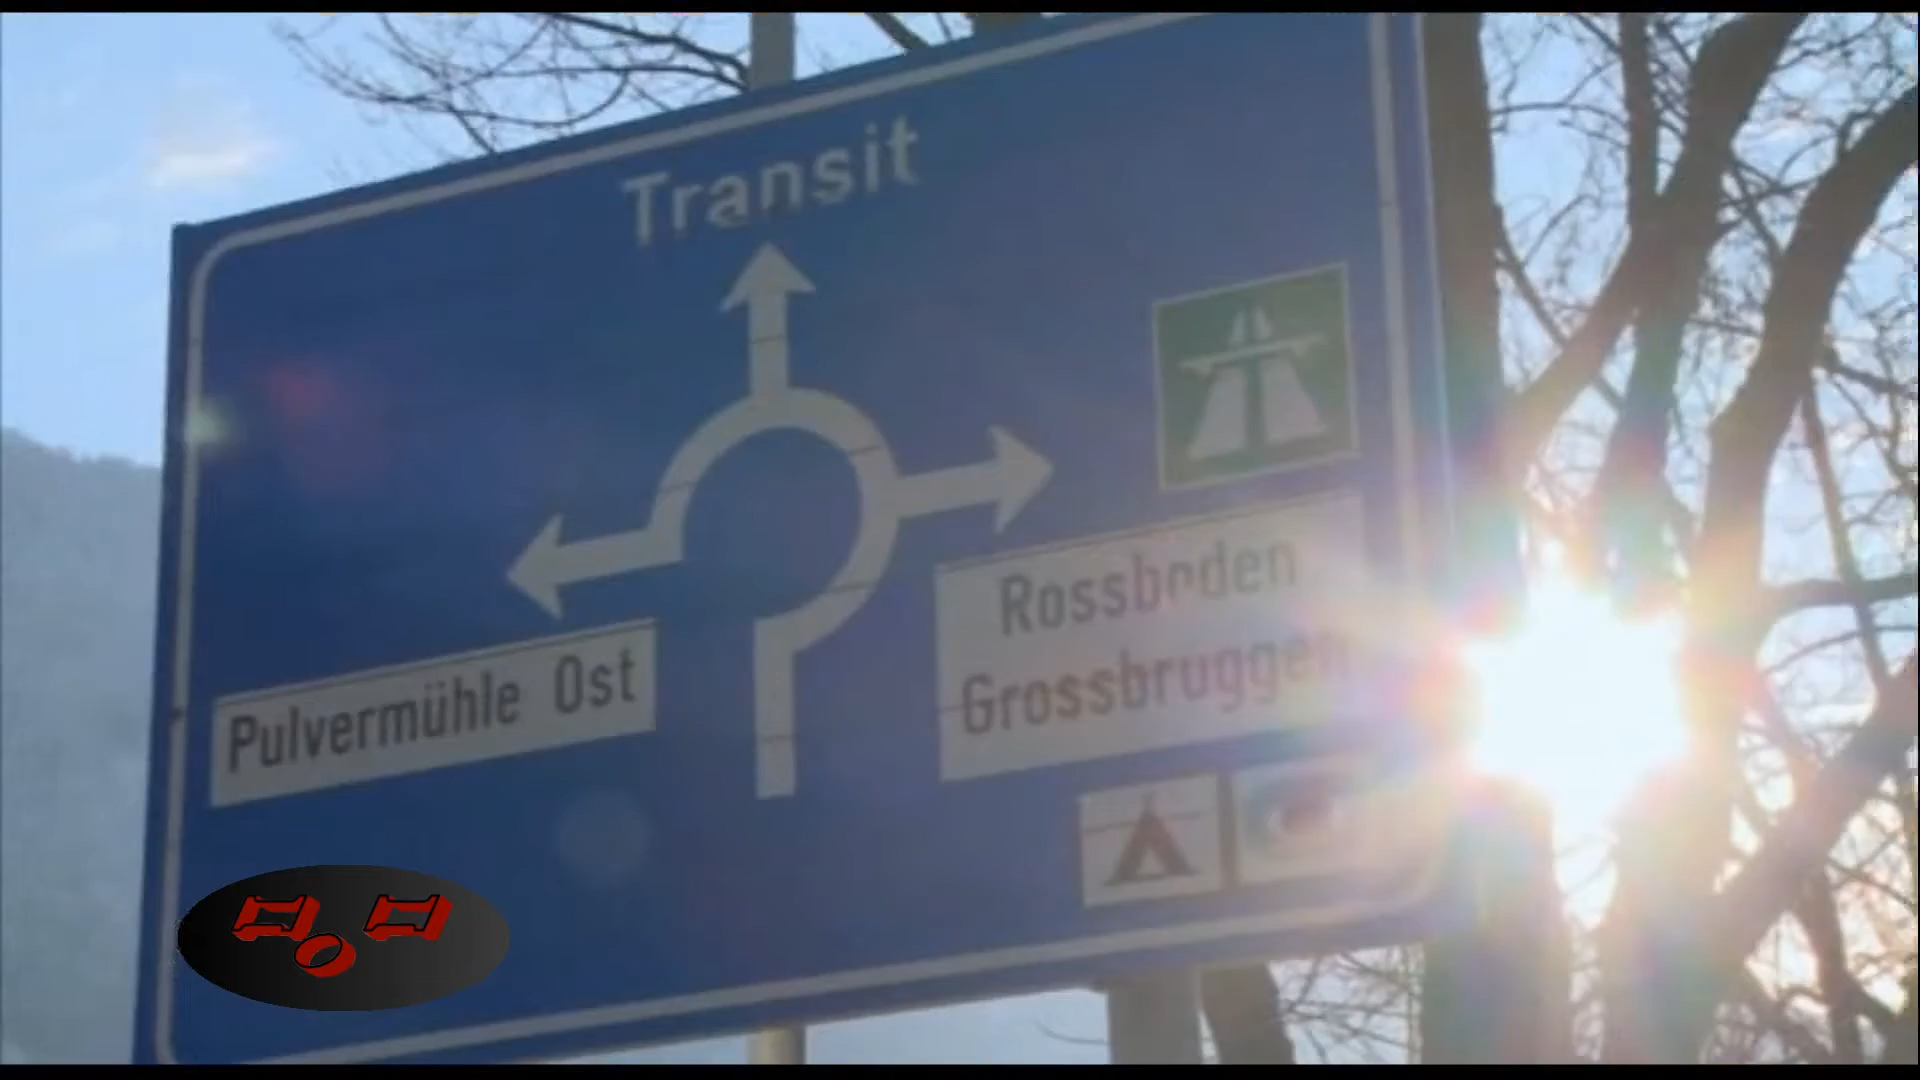 Transit
Pulvermühle Ost
Rossboden
Grossbruggen